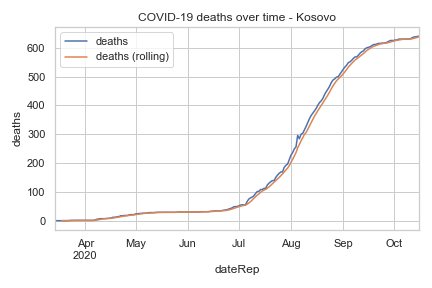 COVID-19 deaths over time - Kosovo
deaths
deaths (rolling)
deaths
600
500
400
300
200
100
0
Apr May Jun Jul Aug Sep Oct
2020
dateRep